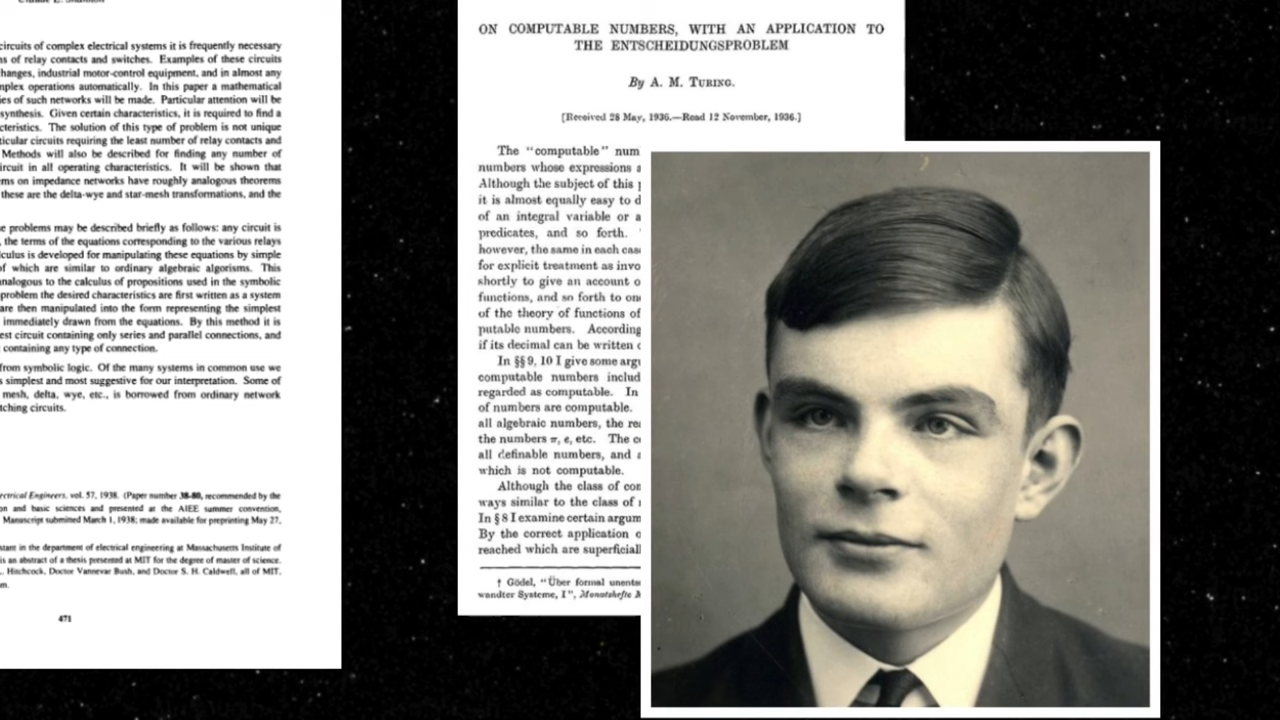 Claude E. Shannon
circuits of complex electrical systems it is frequently necessary
of relay contacts and switches. Examples of these circuits
hanges, industrial motor-control equipment, and in almost any
mplex operations automatically. In this paper a mathematical
ies of such networks will be made. Particular attention will be
synthesis. Given certain characteristics, it is required to find a
cteristics. The solution of this type of problem is not unique
ticular circuits requiring the least number of relay contacts and
Methods will also be described for finding any number of
ircuit in all operating characteristics. It will be shown that
ms on impedance networks have roughly analogous theorems
these are the delta-wye and star-mesh transformations, and the
e problems may be described briefly as follows: any circuit is
, the terms of the equations corresponding to the various relays
lculus is developed for manipulating these equations by simple
of which are similar to ordinary algebraic algorisms. This
analogous to the calculus of propositions used in the symbolic
problem the desired characteristics are first written as a system
are then manipulated into the form representing the simplest
immediately drawn from the equations. By this method it is
est circuit containing only series and parallel connections, and
containing any type of connection.
from symbolic logic. Of the many systems in common use we
s simplest and most suggestive for our interpretation. Some of
mesh, delta, wye, etc., is borrowed from ordinary network
tching circuits.
ectrical Engineers, vol. 57, 1938. (Paper number 38-80, recommended by the
on and basic sciences and presented at the AIEE summer convention,
Manuscript submitted March 1, 1938; made available for preprinting May 27,
stant in the department of electrical engineering at Massachusetts Institute of
is an abstract of a thesis presented at MIT for the degree of master of science.
. Hitchcock, Doctor Vannevar Bush, and Doctor S. H. Caldwell, all of MIT,
m.
471
ON COMPUTABLE NUMBERS, WITH AN APPLICATION TO
THE ENTSCHEIDUNGSPROBLEM
By A. M. TURING.
[Received 28 May, 1936.—Read 12 November, 1936.]
The "computable" num
numbers whose expressions a
Although the subject of this
it is almost equally easy to d
of an integral variable or a
predicates, and so forth.
however, the same in each case
for explicit treatment as invo
shortly to give an account o
functions, and so forth to one
of the theory of functions of
putable numbers. According
if its decimal can be written
In §§ 9, 10 I give some argu
computable numbers includ
regarded as computable. In
of numbers are computable.
all algebraic numbers, the rea
the numbers π, e, etc. The co
all definable numbers, and a
which is not computable.
Although the class of com
ways similar to the class of
In § 8 I examine certain argum
By the correct application o
reached which are superficiall
† Gödel, "Über formal unents
wandter Systeme, I", Monatshefte M